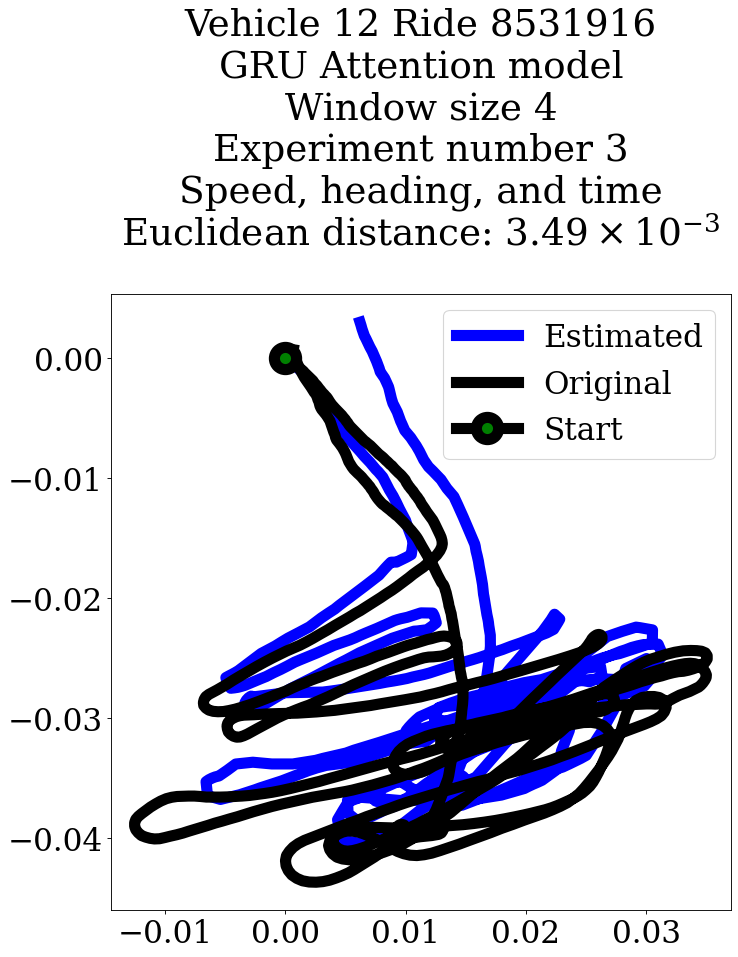 Vehicle 12 Ride 8531916
GRU Attention model
Window size 4
Experiment number 3
Speed, heading, and time
Euclidean distance: 3.49 × 10⁻³
Estimated
Original
Start
0.00
−0.01
−0.02
−0.03
−0.04
−0.01 0.00 0.01 0.02 0.03